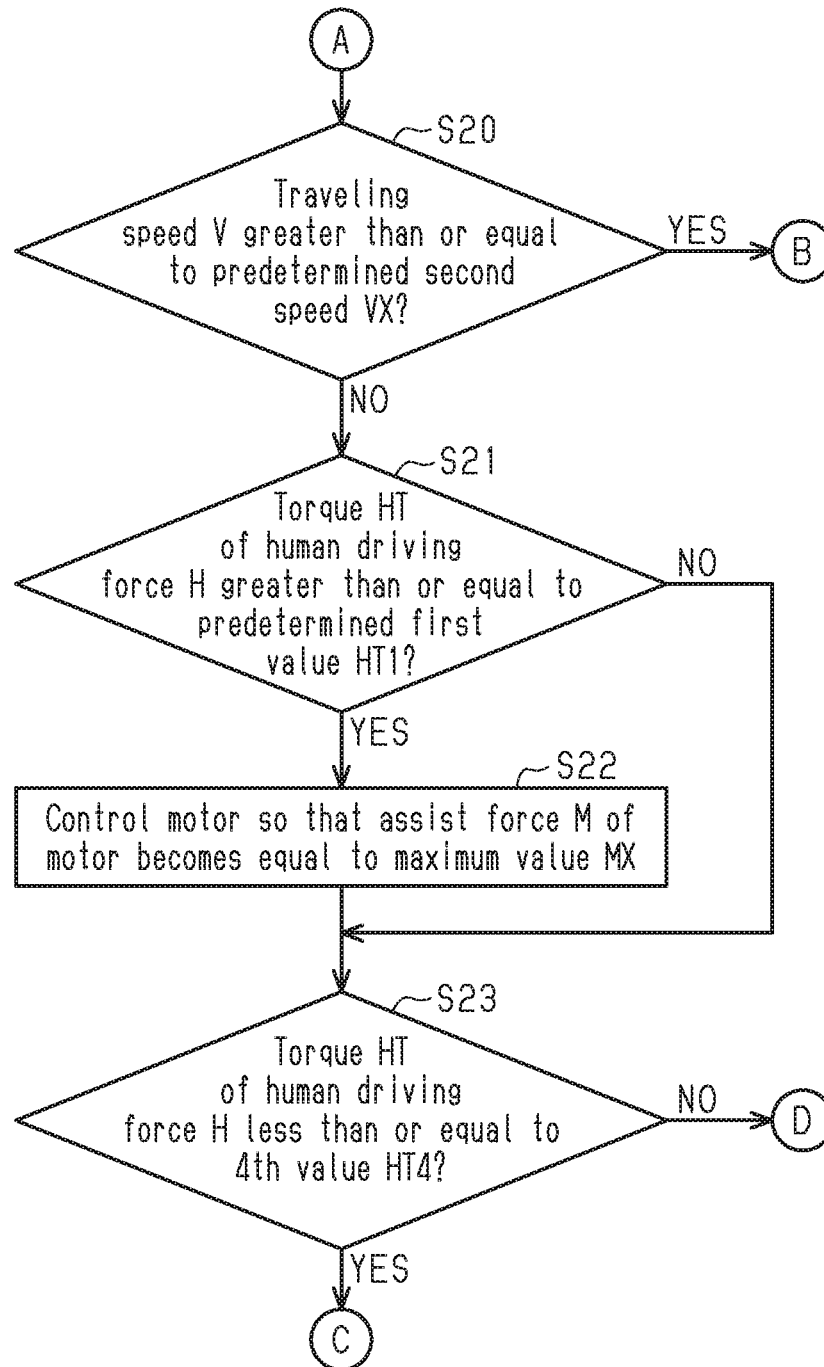 A
S20
Traveling
speed V greater than or equal
to predetermined second
speed VX?
YES
B
NO
S21
Torque HT
of human driving
force H greater than or equal to
predetermined first
value HT1?
NO
YES
S22
Control motor so that assist force M of
motor becomes equal to maximum value MX
S23
Torque HT
of human driving
force H less than or equal to
4th value HT4?
NO
D
YES
C